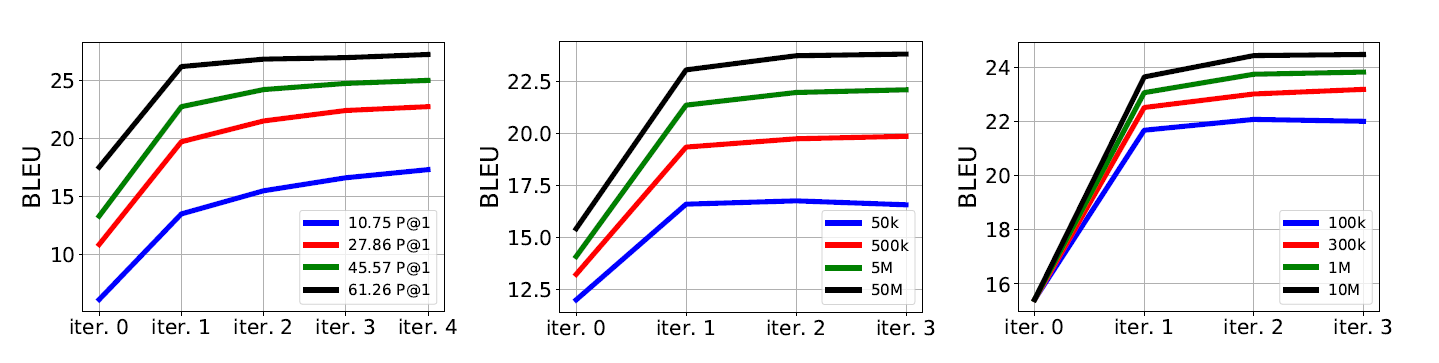 BLEU
25
20
15
10
10.75 P@1
27.86 P@1
45.57 P@1
61.26 P@1
iter. 0 iter. 1 iter. 2 iter. 3 iter. 4
BLEU
22.5
20.0
17.5
15.0
12.5
50k
500k
5M
50M
iter. 0 iter. 1 iter. 2 iter. 3
BLEU
24
22
20
18
16
100k
300k
1M
10M
iter. 0 iter. 1 iter. 2 iter. 3